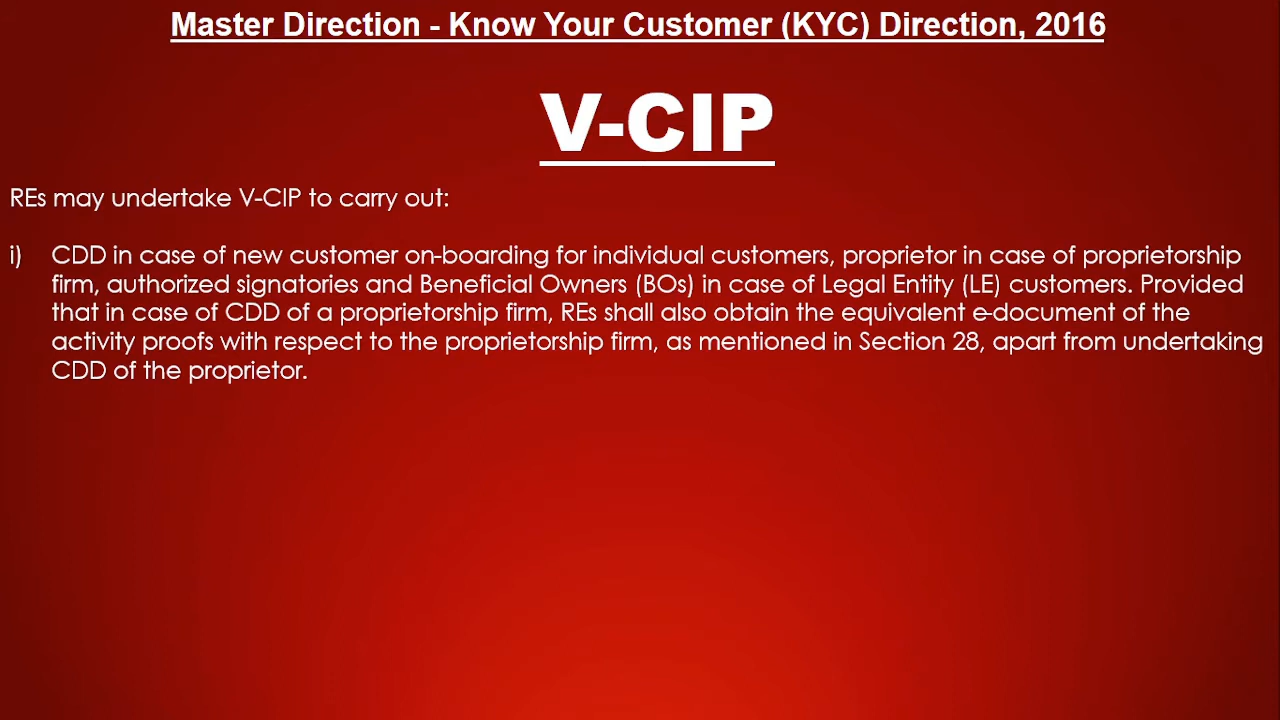 Master Direction - Know Your Customer (KYC) Direction, 2016
V-CIP
REs may undertake V-CIP to carry out:
i) CDD in case of new customer on-boarding for individual customers, proprietor in case of proprietorship
firm, authorized signatories and Beneficial Owners (BOs) in case of Legal Entity (LE) customers. Provided
that in case of CDD of a proprietorship firm, REs shall also obtain the equivalent e-document of the
activity proofs with respect to the proprietorship firm, as mentioned in Section 28, apart from undertaking
CDD of the proprietor.